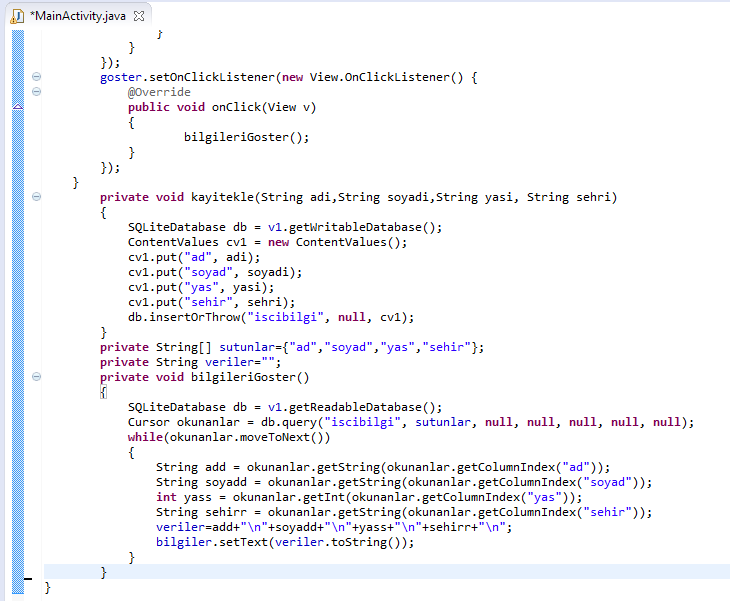 *MainActivity.java
}
}
});
goster.setOnClickListener(new View.OnClickListener() {
@Override
public void onClick(View v)
{
bilgileriGoster();
}
});
}
private void kayitekle(String adi,String soyadi,String yasi, String sehri)
{
SQLiteDatabase db = v1.getWritableDatabase();
ContentValues cv1 = new ContentValues();
cv1.put("ad", adi);
cv1.put("soyad", soyadi);
cv1.put("yas", yasi);
cv1.put("sehir", sehri);
db.insertOrThrow("iscibilgi", null, cv1);
}
private String[] sutunlar={"ad","soyad","yas","sehir"};
private String veriler="";
private void bilgileriGoster()
{
SQLiteDatabase db = v1.getReadableDatabase();
Cursor okunanlar = db.query("iscibilgi", sutunlar, null, null, null, null, null);
while(okunanlar.moveToNext())
{
String add = okunanlar.getString(okunanlar.getColumnIndex("ad"));
String soyadd = okunanlar.getString(okunanlar.getColumnIndex("soyad"));
int yass = okunanlar.getInt(okunanlar.getColumnIndex("yas"));
String sehirr = okunanlar.getString(okunanlar.getColumnIndex("sehir"));
veriler=add+"\n"+soyadd+"\n"+yass+"\n"+sehirr+"\n";
bilgiler.setText(veriler.toString());
}
}
}